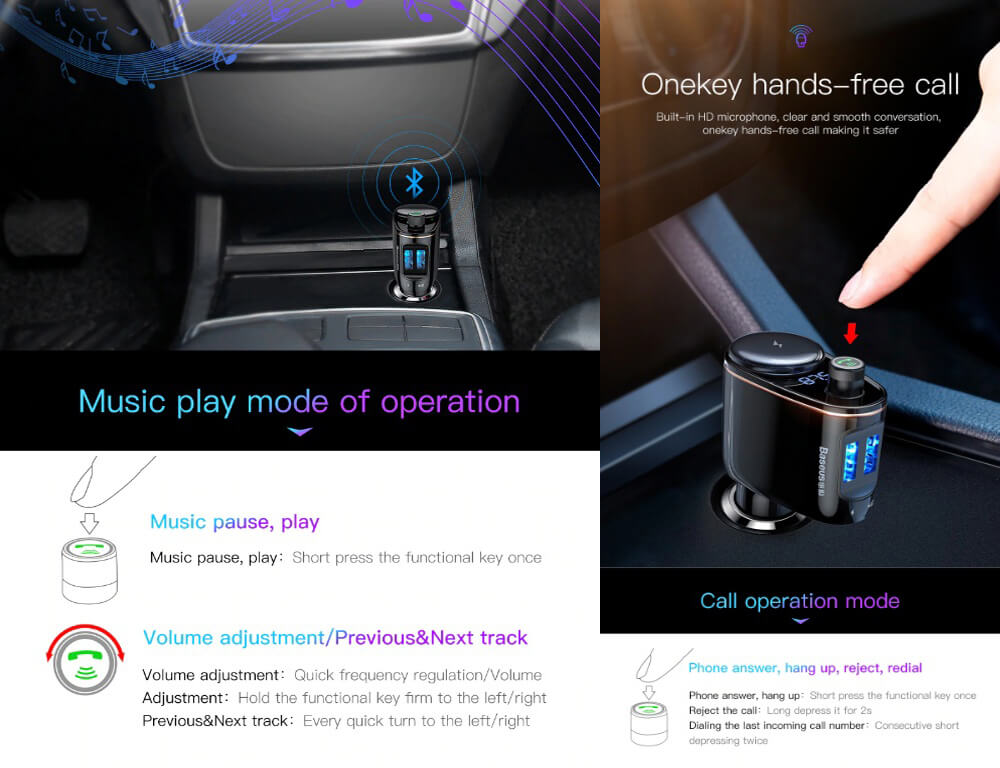 Music play mode of operation
Music pause, play
Music pause, play: Short press the functional key once
Volume adjustment/Previous&Next track
Volume adjustment: Quick frequency regulation/Volume
Adjustment: Hold the functional key firm to the left/right
Previous&Next track: Every quick turn to the left/right
Onekey hands-free call
Built-in HD microphone, clear and smooth conversation,
onekey hands-free call making it safer
87.5
Baseus
Call operation mode
Phone answer, hang up, reject, redial
Phone answer, hang up: Short press the functional key once
Reject the call: Long depress it for 2s
Dialing the last incoming call number: Consecutive short
depressing twice